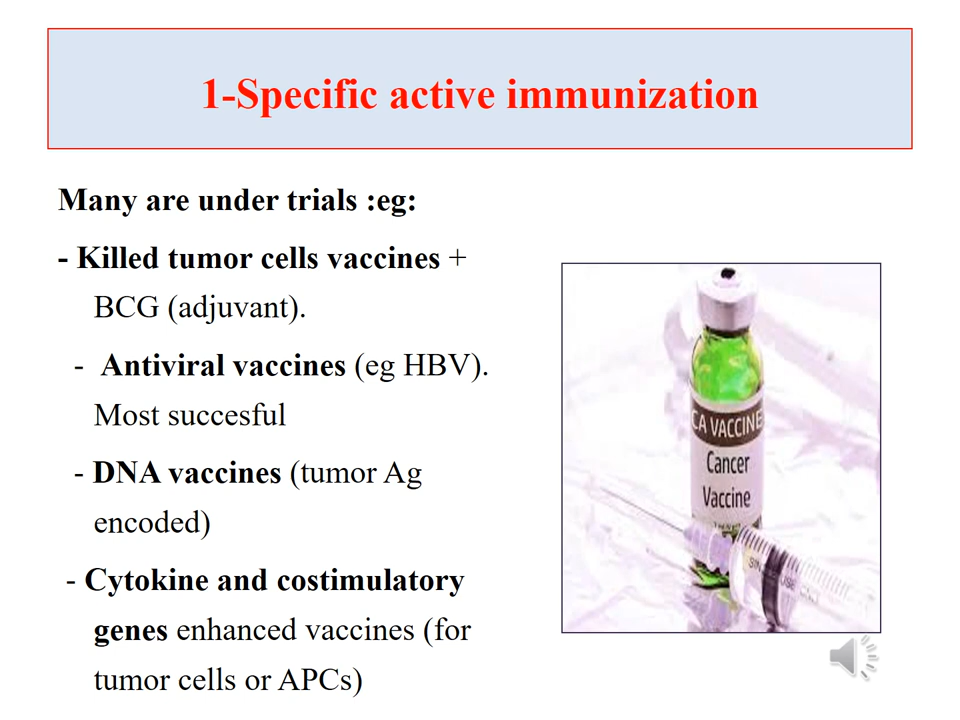 1-Specific active immunization
Many are under trials :eg:
- Killed tumor cells vaccines +
BCG (adjuvant).
- Antiviral vaccines (eg HBV).
Most succesful
- DNA vaccines (tumor Ag
encoded)
- Cytokine and costimulatory
genes enhanced vaccines (for
tumor cells or APCs)
CA VACCINE
Cancer
Vaccine